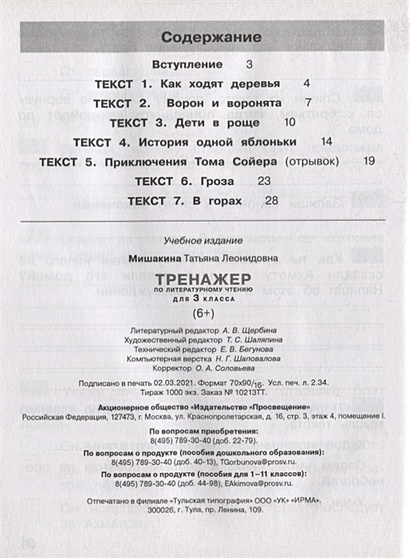 Содержание
Вступление 3
ТЕКСТ 1. Как ходят деревья 4
ТЕКСТ 2. Ворон и воронята 7
ТЕКСТ 3. Дети в роще 10
ТЕКСТ 4. История одной яблоньки 14
ТЕКСТ 5. Приключения Тома Сойера (отрывок) 19
ТЕКСТ 6. Гроза 23
ТЕКСТ 7. В горах 28
Учебное издание
Мишакина Татьяна Леонидовна
ТРЕНАЖЕР
ПО ЛИТЕРАТУРНОМУ ЧТЕНИЮ
ДЛЯ 3 КЛАССА
(6+)
Литературный редактор А. В. Щербина
Художественный редактор Т. С. Шаляпина
Технический редактор Е. В. Бегунова
Компьютерная верстка Н. Г. Шаповалова
Корректор О. А. Соловьева
Подписано в печать 02.03.2021. Формат 70х90/16. Усл. печ. л. 2.34.
Тираж 1000 экз. Заказ № 10213ТТ.
Акционерное общество «Издательство «Просвещение»
Российская Федерация, 127473, г. Москва, ул. Краснопролетарская, д. 16, стр. 3, этаж 4, помещение I.
По вопросам приобретения:
8(495) 789-30-40 (доб. 22-79).
По вопросам о продукте (пособия дошкольного образования):
8(495) 789-30-40 (доб. 40-13), TGorbunova@prosv.ru.
По вопросам о продукте (пособия для 1–11 классов):
8(495) 789-30-40 (доб. 44-98), EAkimova@prosv.ru.
Отпечатано в филиале «Тульская типография» ООО «УК» «ИРМА».
300026, г. Тула, пр. Ленина, 109.